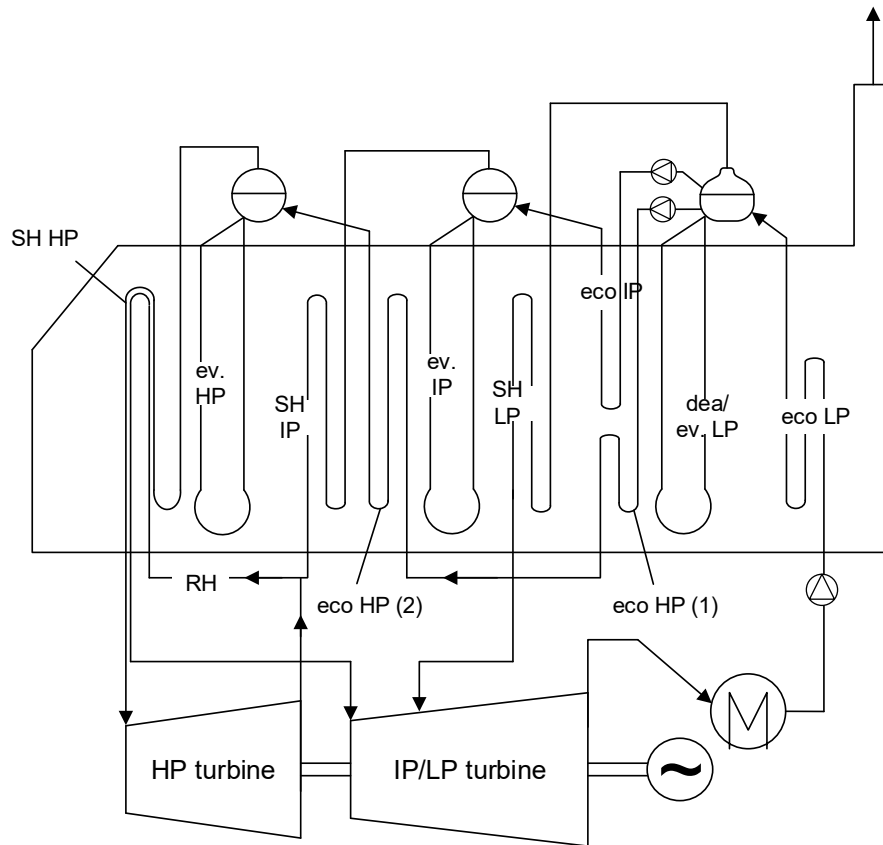 SH HP
eco IP
ev.
HP
SH
IP
ev.
IP
SH
LP
dea/
ev. LP
eco LP
RH
eco HP (2)
eco HP (1)
HP turbine
IP/LP turbine
~